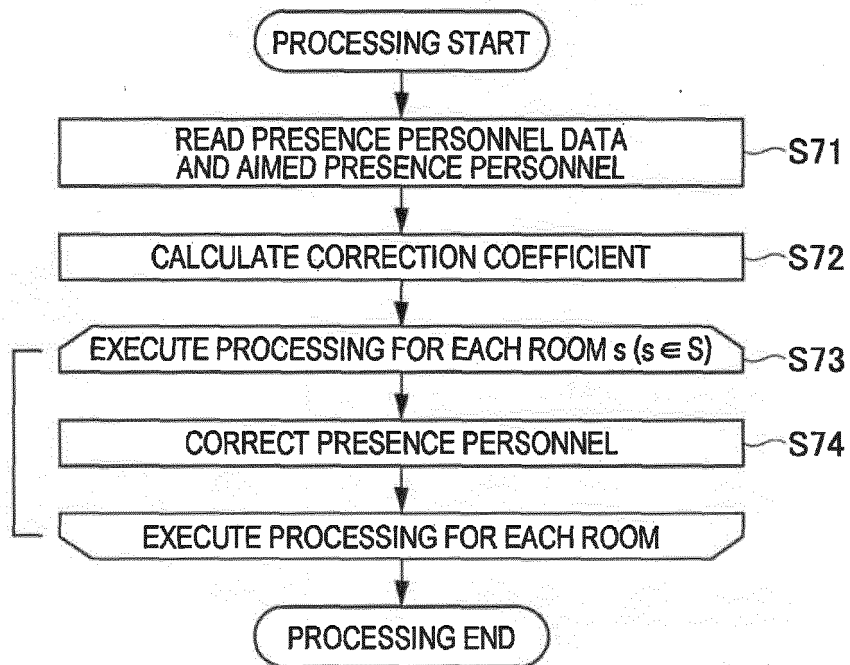 PROCESSING START
READ PRESENCE PERSONNEL DATA
AND AIMED PRESENCE PERSONNEL
S71
CALCULATE CORRECTION COEFFICIENT
S72
EXECUTE PROCESSING FOR EACH ROOM s (s ∈ S)
S73
CORRECT PRESENCE PERSONNEL
S74
EXECUTE PROCESSING FOR EACH ROOM
PROCESSING END